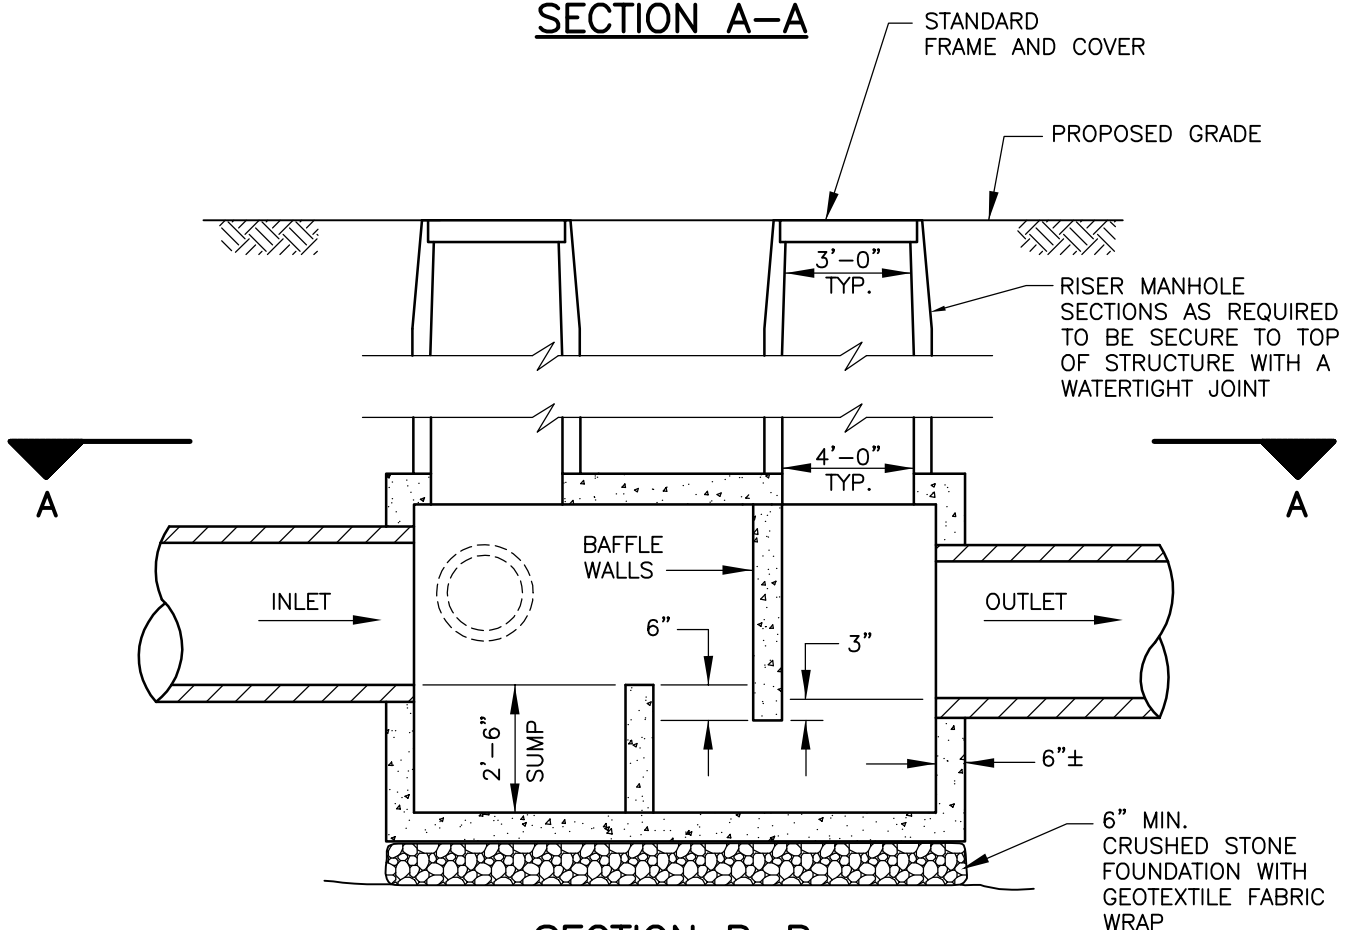 SECTION A-A
STANDARD
FRAME AND COVER
PROPOSED GRADE
3'-0"
TYP.
RISER MANHOLE
SECTIONS AS REQUIRED
TO BE SECURE TO TOP
OF STRUCTURE WITH A
WATERTIGHT JOINT
A
4'-0"
TYP.
A
BAFFLE
WALLS
INLET
OUTLET
6"
3"
2'-6"
SUMP
6"±
6" MIN.
CRUSHED STONE
FOUNDATION WITH
GEOTEXTILE FABRIC
WRAP